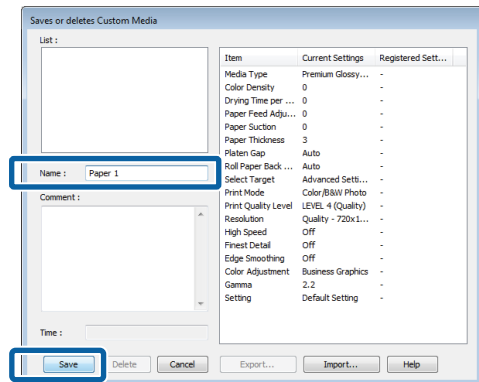 Saves or deletes Custom Media
List :
Item Current Settings Registered Sett...
Media Type Premium Glossy... -
Color Density 0 -
Drying Time per ... 0 -
Paper Feed Adju... 0 -
Paper Suction 0 -
Paper Thickness 3 -
Platen Gap Auto -
Roll Paper Back ... Auto -
Select Target Advanced Setti... -
Print Mode Color/B&W Photo -
Print Quality Level LEVEL 4 (Quality) -
Resolution Quality - 720x1... -
High Speed Off -
Finest Detail Off -
Edge Smoothing Off -
Color Adjustment Business Graphics -
Gamma 2.2 -
Setting Default Setting -
Name : Paper 1
Comment :
Time :
Save Delete Cancel Export... Import... Help